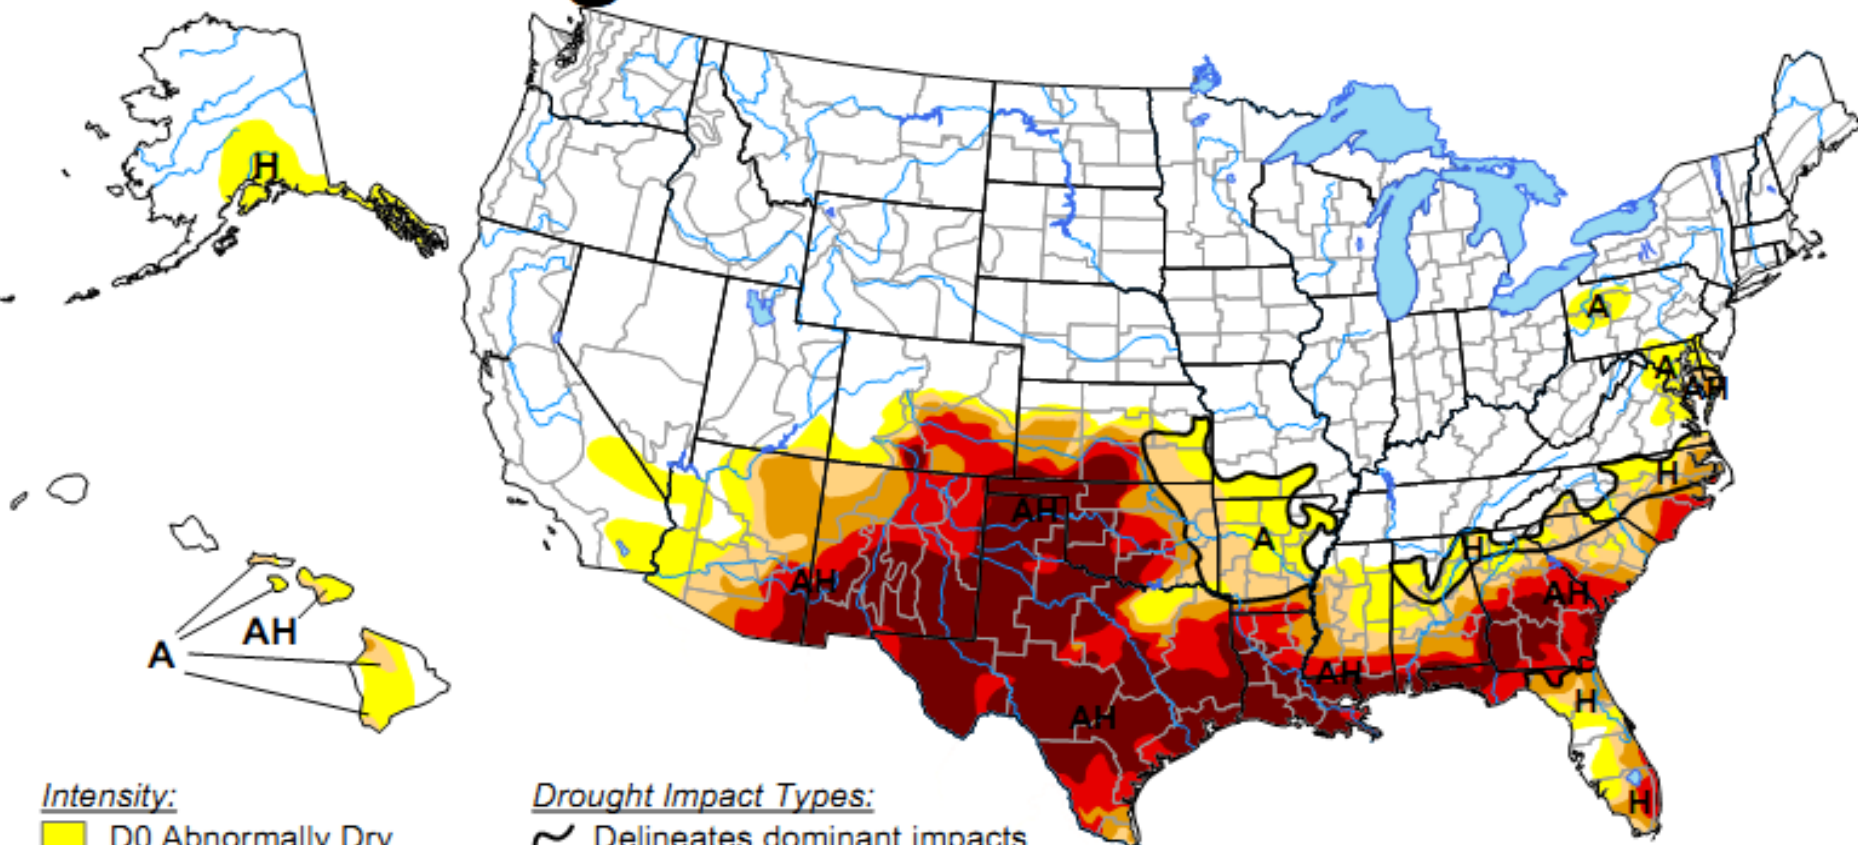 H
A
A
AH
H
AH
A
H
AH
AH
AH
AH
H
AH
A
H
Intensity:
D0 Abnormally Dry
Drought Impact Types:
Delineates dominant impacts